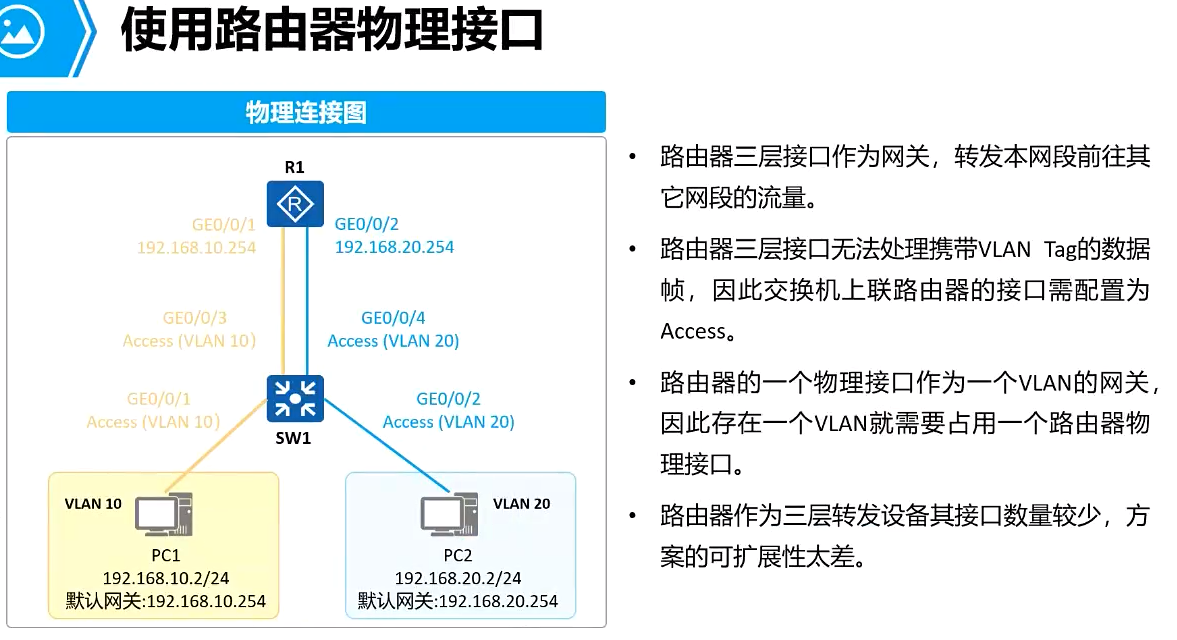 使用路由器物理接口
物理连接图
R1
GE0/0/1
192.168.10.254
GE0/0/2
192.168.20.254
GE0/0/3
Access (VLAN 10)
GE0/0/4
Access (VLAN 20)
GE0/0/1
Access (VLAN 10)
GE0/0/2
Access (VLAN 20)
SW1
VLAN 10
PC1
192.168.10.2/24
默认网关:192.168.10.254
VLAN 20
PC2
192.168.20.2/24
默认网关:192.168.20.254
• 路由器三层接口作为网关，转发本网段前往其
它网段的流量。
• 路由器三层接口无法处理携带VLAN Tag的数据
帧，因此交换机上联路由器的接口需配置为
Access。
• 路由器的一个物理接口作为一个VLAN的网关，
因此存在一个VLAN就需要占用一个路由器物
理接口。
• 路由器作为三层转发设备其接口数量较少，方
案的可扩展性太差。